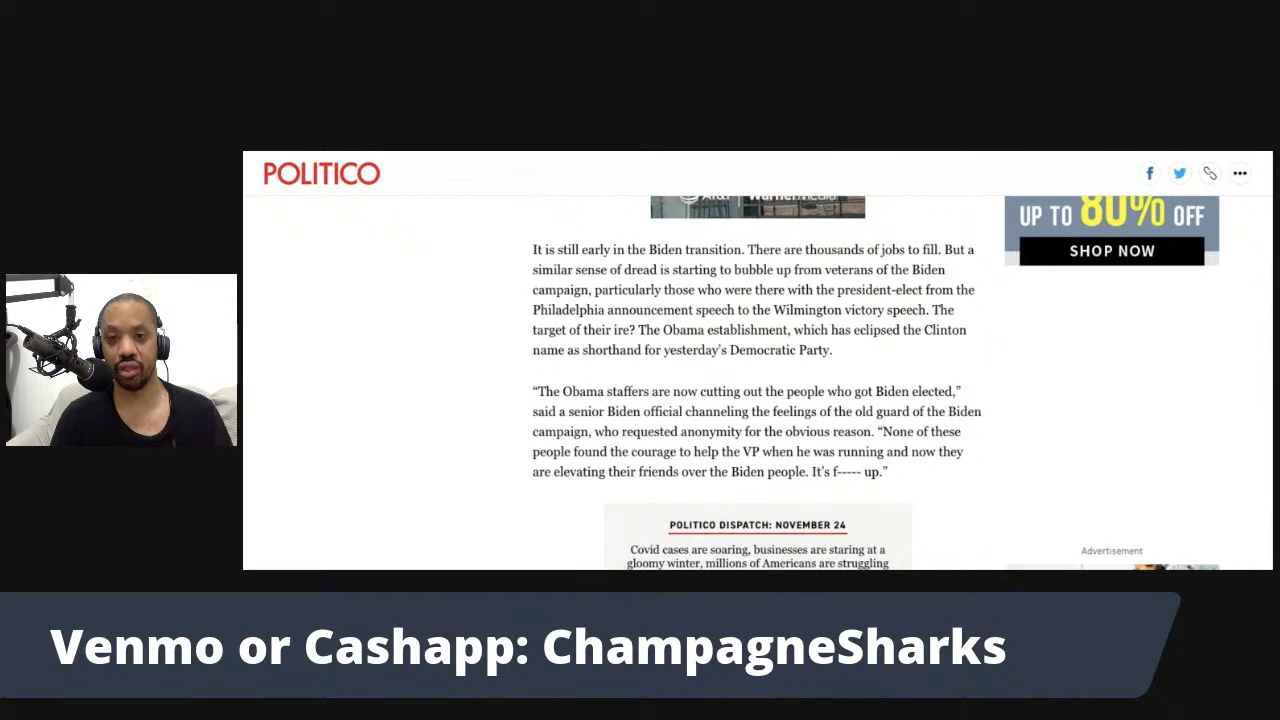 POLITICO
WarnerMedia
UP TO 80% OFF
SHOP NOW
It is still early in the Biden transition. There are thousands of jobs to fill. But a
similar sense of dread is starting to bubble up from veterans of the Biden
campaign, particularly those who were there with the president-elect from the
Philadelphia announcement speech to the Wilmington victory speech. The
target of their ire? The Obama establishment, which has eclipsed the Clinton
name as shorthand for yesterday’s Democratic Party.
“The Obama staffers are now cutting out the people who got Biden elected,”
said a senior Biden official channeling the feelings of the old guard of the Biden
campaign, who requested anonymity for the obvious reason. “None of these
people found the courage to help the VP when he was running and now they
are elevating their friends over the Biden people. It’s f----- up.”
POLITICO DISPATCH: NOVEMBER 24
Covid cases are soaring, businesses are staring at a
gloomy winter, millions of Americans are struggling
Advertisement
Venmo or Cashapp: ChampagneSharks